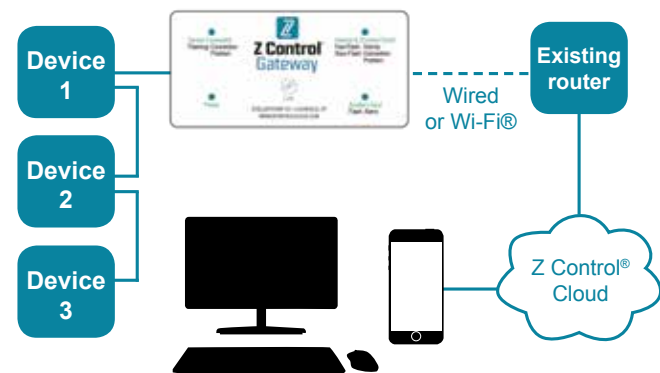 Device
1
Z Control®
Gateway
Existing
router
Wired
or Wi-Fi®
Device
2
Device
3
Z Control®
Cloud